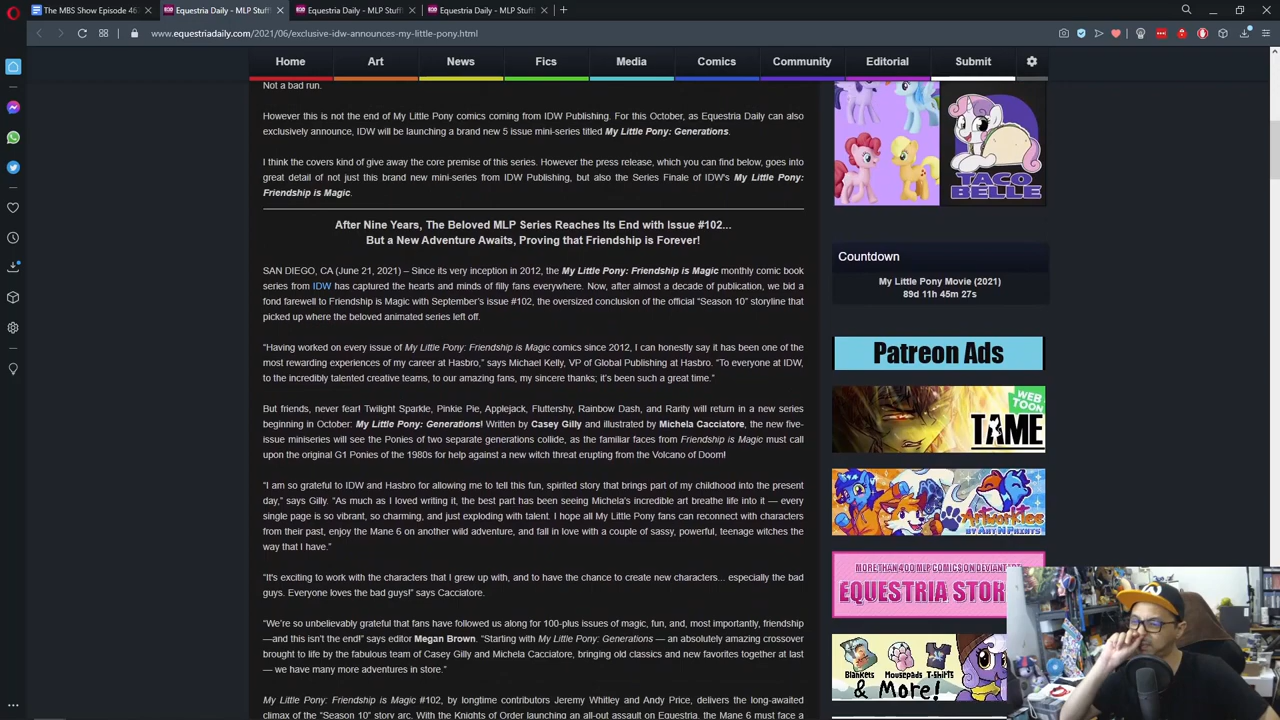 The MBS Show Episode 46
Equestria Daily - MLP Stuff!
Equestria Daily - MLP Stuff!
Equestria Daily - MLP Stuff!
www.equestriadaily.com/2021/06/exclusive-idw-announces-my-little-pony.html
Home Art News Fics Media Comics Community Editorial Submit
Not a bad run.
However this is not the end of My Little Pony comics coming from IDW Publishing. For this October, as Equestria Daily can also
exclusively announce, IDW will be launching a brand new 5 issue mini-series titled My Little Pony: Generations.
I think the covers kind of give away the core premise of this series. However the press release, which you can find below, goes into
great detail of not just this brand new mini-series from IDW Publishing, but also the Series Finale of IDW's My Little Pony:
Friendship is Magic.
After Nine Years, The Beloved MLP Series Reaches Its End with Issue #102...
But a New Adventure Awaits, Proving that Friendship is Forever!
SAN DIEGO, CA (June 21, 2021) – Since its very inception in 2012, the My Little Pony: Friendship is Magic monthly comic book
series from IDW has captured the hearts and minds of filly fans everywhere. Now, after almost a decade of publication, we bid a
fond farewell to Friendship is Magic with September's issue #102, the oversized conclusion of the official "Season 10" storyline that
picked up where the beloved animated series left off.
"Having worked on every issue of My Little Pony: Friendship is Magic comics since 2012, I can honestly say it has been one of the
most rewarding experiences of my career at Hasbro," says Michael Kelly, VP of Global Publishing at Hasbro. "To everyone at IDW,
to the incredibly talented creative teams, to our amazing fans, my sincere thanks; it's been such a great time."
But friends, never fear! Twilight Sparkle, Pinkie Pie, Applejack, Fluttershy, Rainbow Dash, and Rarity will return in a new series
beginning in October: My Little Pony: Generations! Written by Casey Gilly and illustrated by Michela Cacciatore, the new five-
issue miniseries will see the Ponies of two separate generations collide, as the familiar faces from Friendship is Magic must call
upon the original G1 Ponies of the 1980s for help against a new witch threat erupting from the Volcano of Doom!
"I am so grateful to IDW and Hasbro for allowing me to tell this fun, spirited story that brings part of my childhood into the present
day," says Gilly. "As much as I loved writing it, the best part has been seeing Michela's incredible art breathe life into it — every
single page is so vibrant, so charming, and just exploding with talent. I hope all My Little Pony fans can reconnect with characters
from their past, enjoy the Mane 6 on another wild adventure, and fall in love with a couple of sassy, powerful, teenage witches the
way that I have."
"It's exciting to work with the characters that I grew up with, and to have the chance to create new characters... especially the bad
guys. Everyone loves the bad guys!" says Cacciatore.
"We're so unbelievably grateful that fans have followed us along for 100-plus issues of magic, fun, and, most importantly, friendship
—and this isn't the end!" says editor Megan Brown. "Starting with My Little Pony: Generations — an absolutely amazing crossover
brought to life by the fabulous team of Casey Gilly and Michela Cacciatore, bringing old classics and new favorites together at last
— we have many more adventures in store."
My Little Pony: Friendship is Magic #102, by longtime contributors Jeremy Whitley and Andy Price, delivers the long-awaited
climax of the "Season 10" story arc. With the Knights of Order launching an all-out assault on Equestria, the Mane 6 must face a
TACO
BELLE
Countdown
My Little Pony Movie (2021)
89d 11h 45m 27s
Patreon Ads
WEB
TOON
TAME
Artworktee
BY ART N PRINTS
MORE THAN 400 MLP COMICS ON DEVIANTART
EQUESTRIA STOR
Blankets Mousepads T-Shirts
& More!